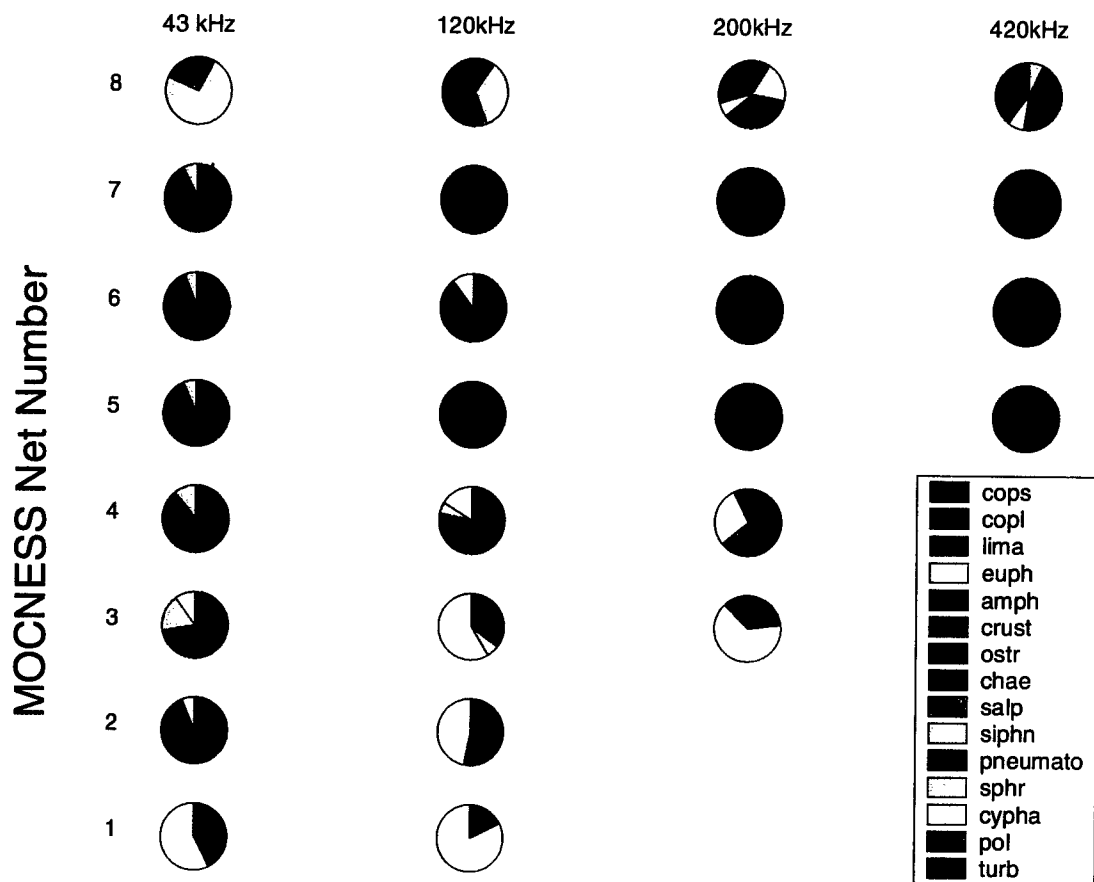 43 kHz 120kHz 200kHz 420kHz
8
7
6
5
4
3
2
1
MOCNESS Net Number
cops
copl
lima
euph
amph
crust
ostr
chae
salp
siphn
pneumato
sphr
cypha
pol
turb